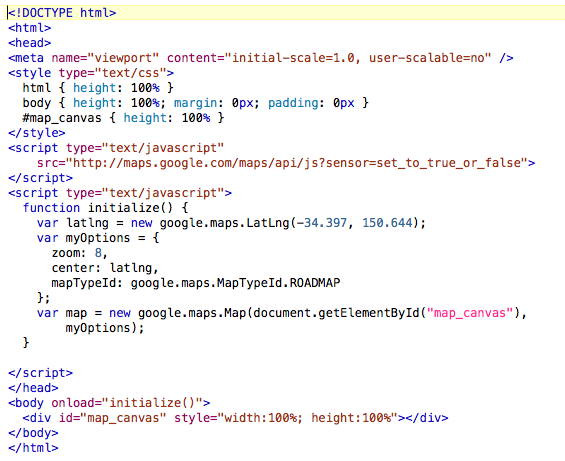 <!DOCTYPE html>
<html>
<head>
<meta name="viewport" content="initial-scale=1.0, user-scalable=no" />
<style type="text/css">
  html { height: 100% }
  body { height: 100%; margin: 0px; padding: 0px }
  #map_canvas { height: 100% }
</style>
<script type="text/javascript"
    src="http://maps.google.com/maps/api/js?sensor=set_to_true_or_false">
</script>
<script type="text/javascript">
  function initialize() {
    var latlng = new google.maps.LatLng(-34.397, 150.644);
    var myOptions = {
      zoom: 8,
      center: latlng,
      mapTypeId: google.maps.MapTypeId.ROADMAP
    };
    var map = new google.maps.Map(document.getElementById("map_canvas"),
        myOptions);
  }

</script>
</head>
<body onload="initialize()">
  <div id="map_canvas" style="width:100%; height:100%"></div>
</body>
</html>